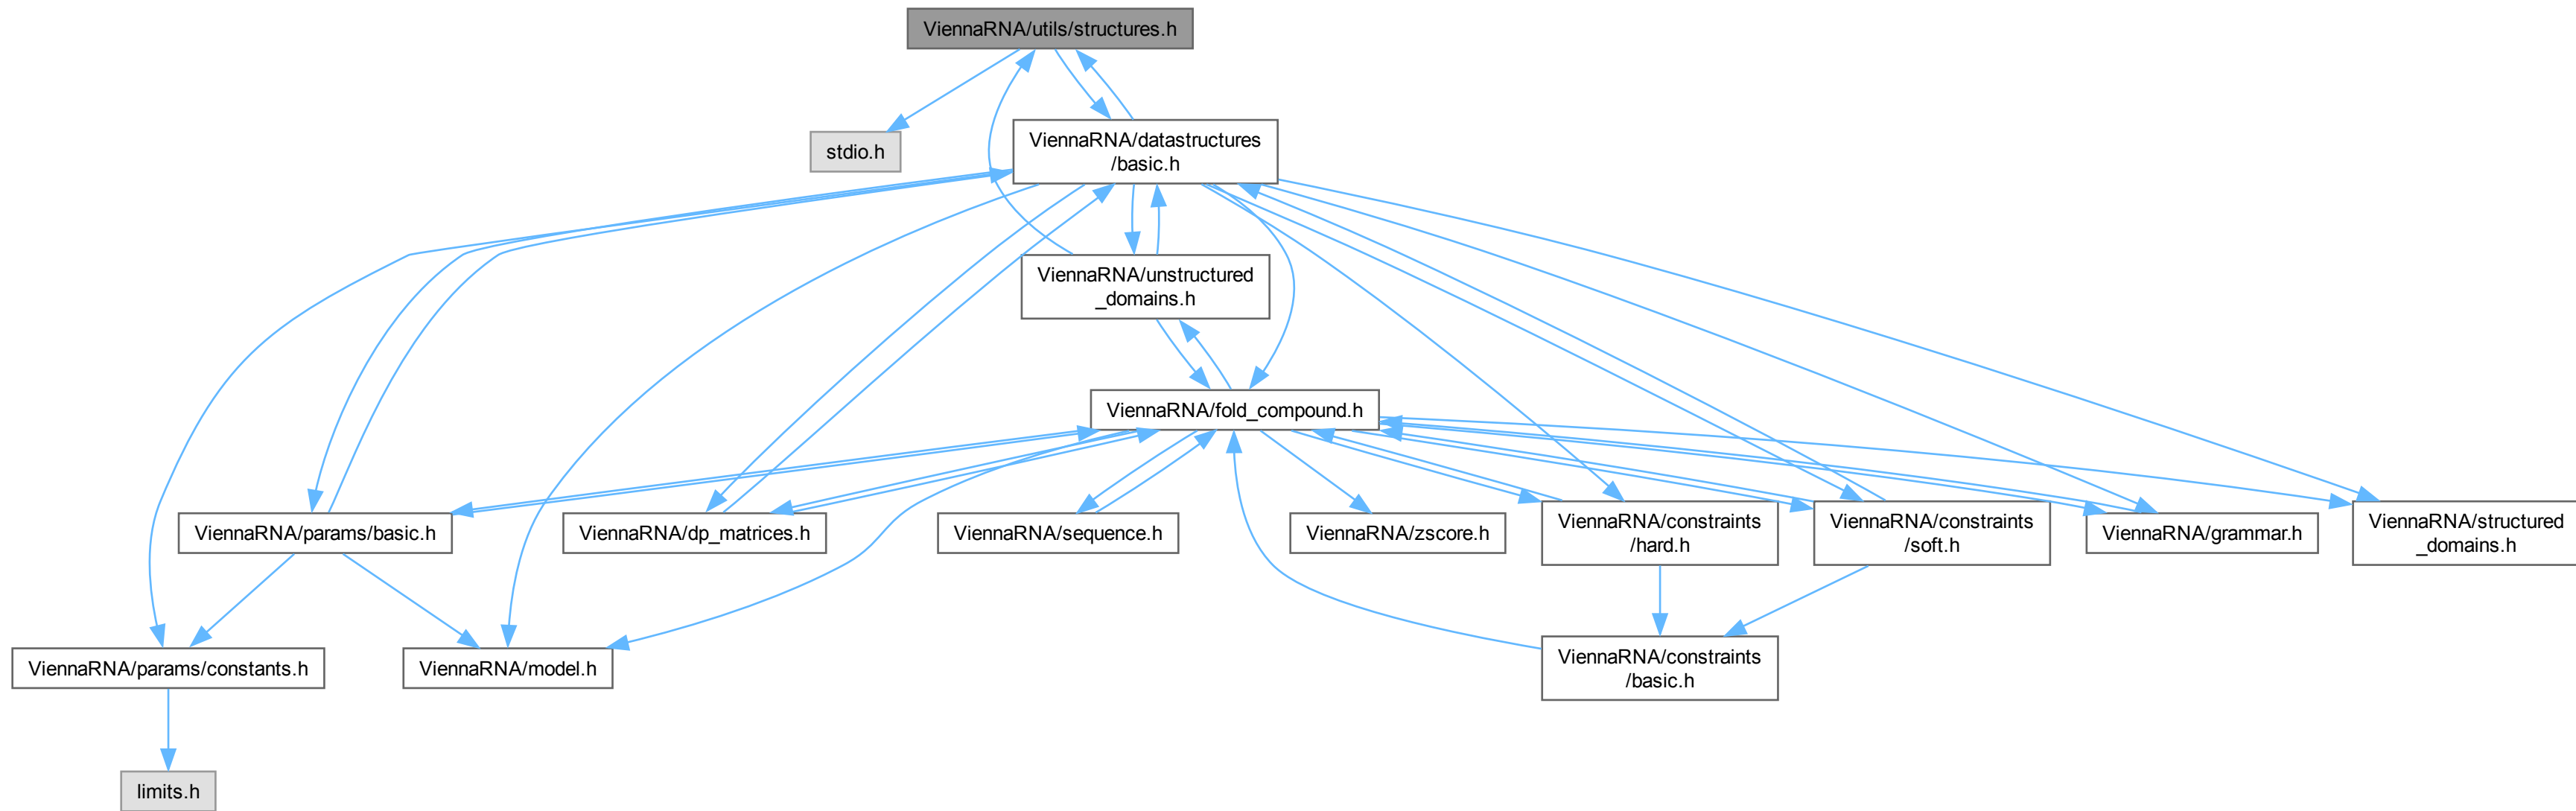 ViennaRNA/utils/structures.h
stdio.h
ViennaRNA/datastructures
/basic.h
ViennaRNA/unstructured
_domains.h
ViennaRNA/fold_compound.h
ViennaRNA/params/basic.h
ViennaRNA/dp_matrices.h
ViennaRNA/sequence.h
ViennaRNA/zscore.h
ViennaRNA/constraints
/hard.h
ViennaRNA/constraints
/soft.h
ViennaRNA/grammar.h
ViennaRNA/structured
_domains.h
ViennaRNA/params/constants.h
ViennaRNA/model.h
ViennaRNA/constraints
/basic.h
limits.h